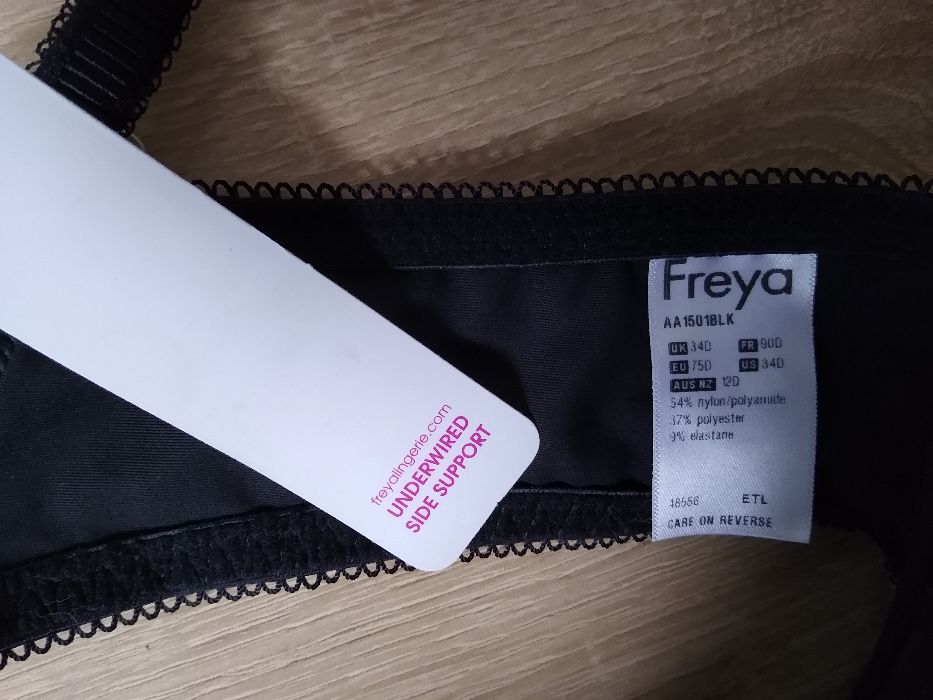 freyalingerie.com
UNDERWIRED
SIDE SUPPORT
Freya
AA1501BLK
UK 34D FR 90D
EU 75D US 34D
AUS NZ 12D
54% nylon/polyamide
37% polyester
9% elastane
ETL
CARE ON REVERSE